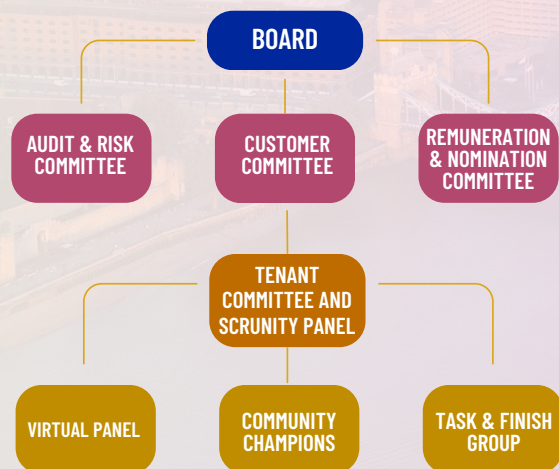 BOARD
AUDIT & RISK
COMMITTEE
CUSTOMER
COMMITTEE
REMUNERATION
& NOMINATION
COMMITTEE
TENANT
COMMITTEE AND
SCRUNITY PANEL
VIRTUAL PANEL
COMMUNITY
CHAMPIONS
TASK & FINISH
GROUP